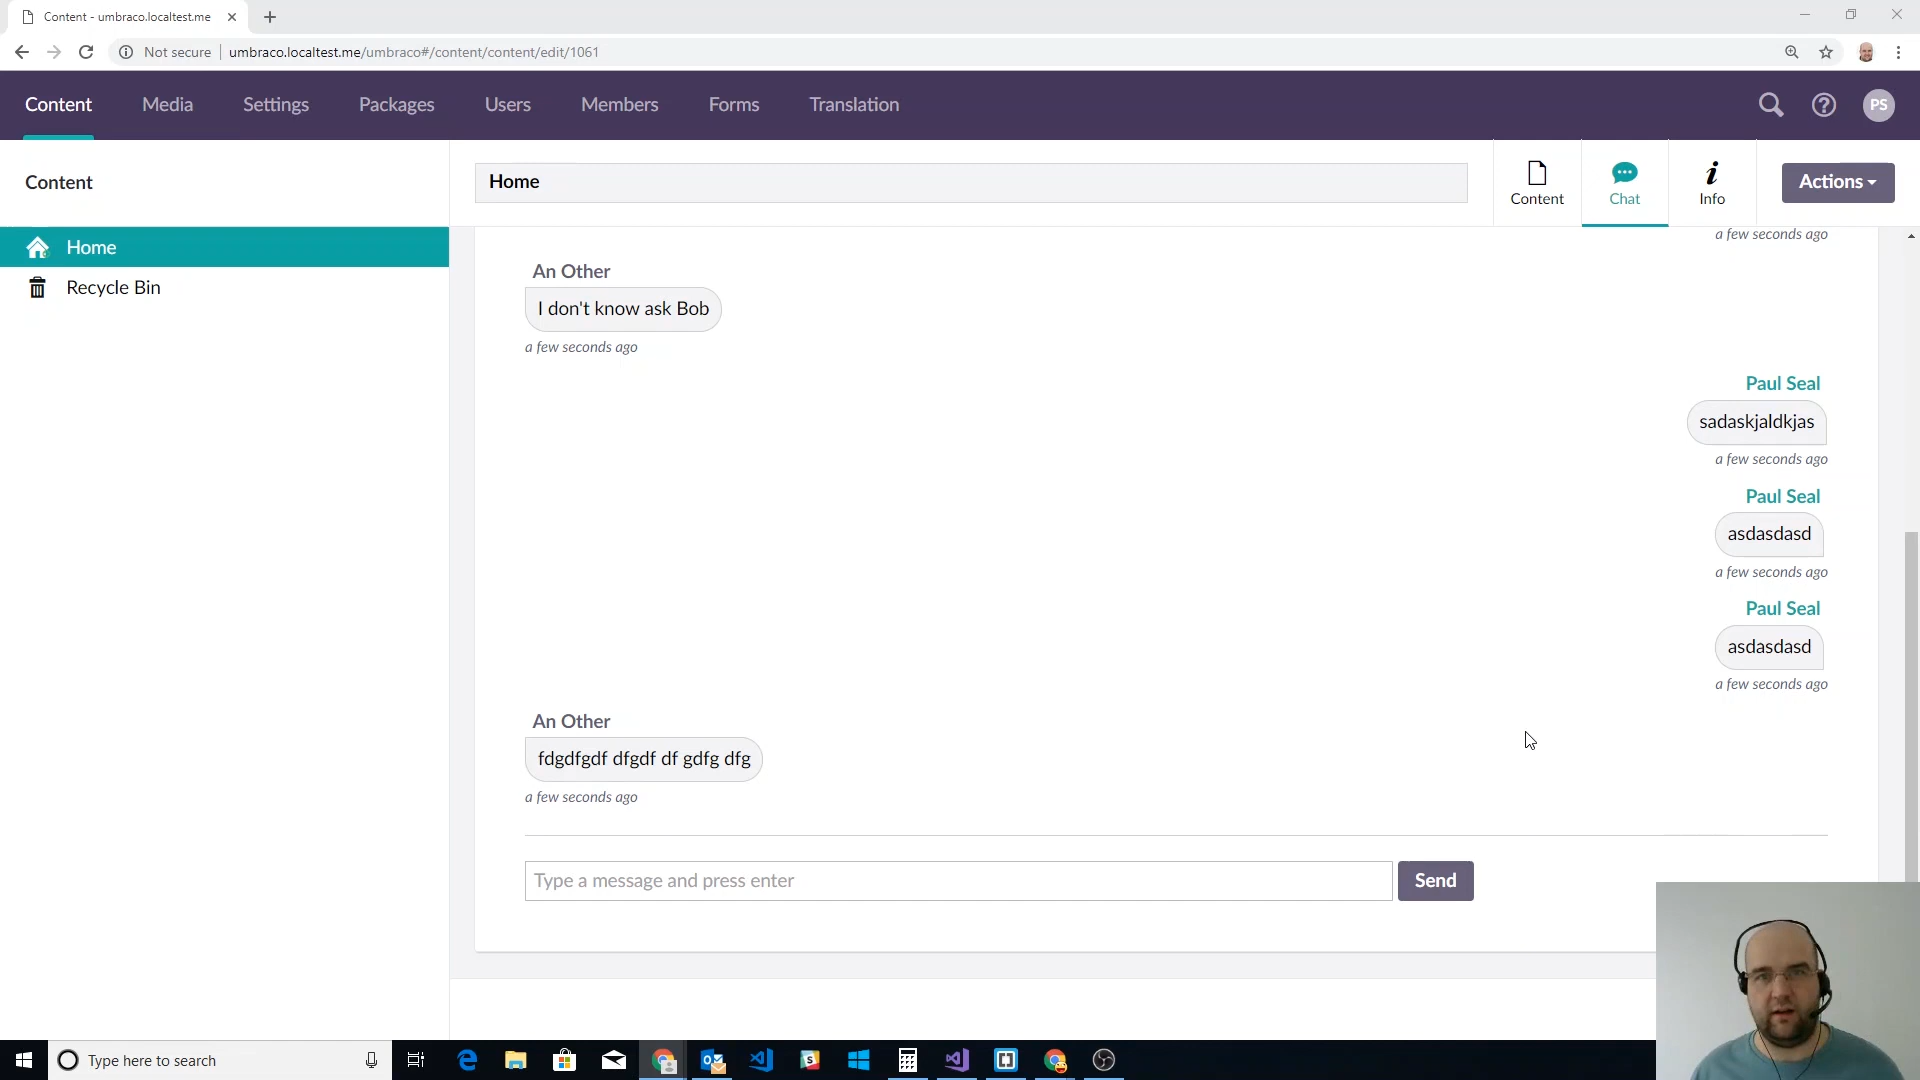 Content - umbraco.localtest.me
Not secure umbraco.localtest.me/umbraco#/content/content/edit/1061
Content Media Settings Packages Users Members Forms Translation PS
Content
Home
Content
Chat
Info
Actions
Home
Recycle Bin
a few seconds ago
An Other
I don't know ask Bob
a few seconds ago
Paul Seal
sadaskjaldkjas
a few seconds ago
Paul Seal
asdasdasd
a few seconds ago
Paul Seal
asdasdasd
a few seconds ago
An Other
fdgdfgdf dfgdf df gdfg dfg
a few seconds ago
Type a message and press enter Send
Type here to search